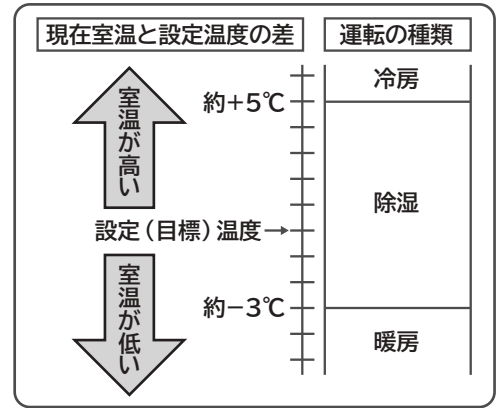 現在室温と設定温度の差
運転の種類
室温が高い
約+5℃
設定(目標)温度→
約−3℃
室温が低い
冷房
除湿
暖房